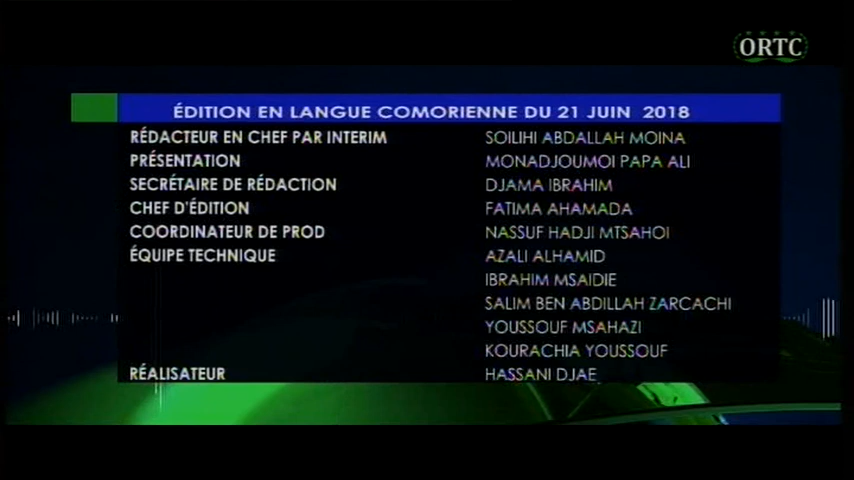 ORTC
ÉDITION EN LANGUE COMORIENNE DU 21 JUIN 2018
RÉDACTEUR EN CHEF PAR INTERIM SOILIHI ABDALLAH MOINA
PRÉSENTATION MONADJOUMOI PAPA ALI
SECRÉTAIRE DE RÉDACTION DJAMA IBRAHIM
CHEF D'ÉDITION FATIMA AHAMADA
COORDINATEUR DE PROD NASSUF HADJI MTSAHOI
ÉQUIPE TECHNIQUE AZALI ALHAMID
IBRAHIM MSAIDIE
SALIM BEN ABDILLAH ZARCACHI
YOUSSOUF MSAHAZI
KOURACHIA YOUSSOUF
RÉALISATEUR HASSANI DJAE